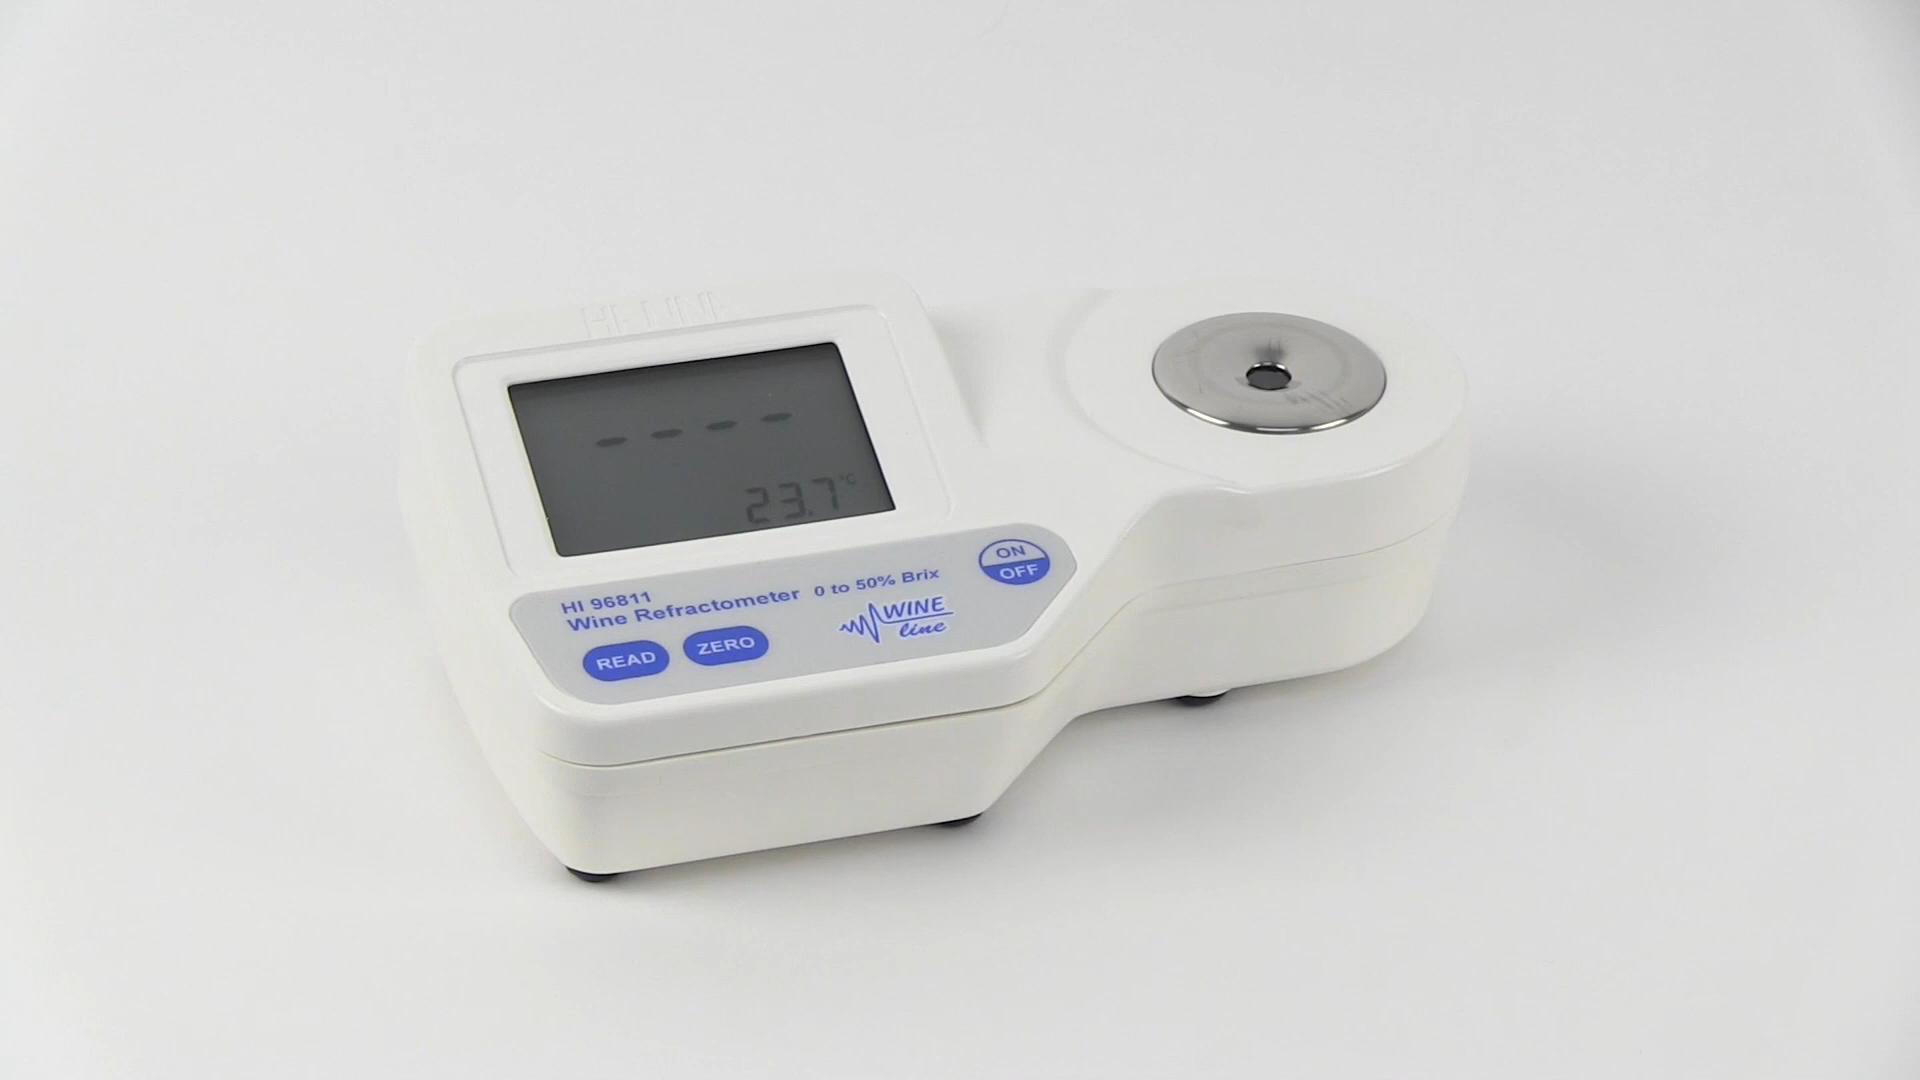 - - - -
23.7°C
HI 96811
Wine Refractometer 0 to 50% Brix
ON
OFF
READ
ZERO
WINE
line